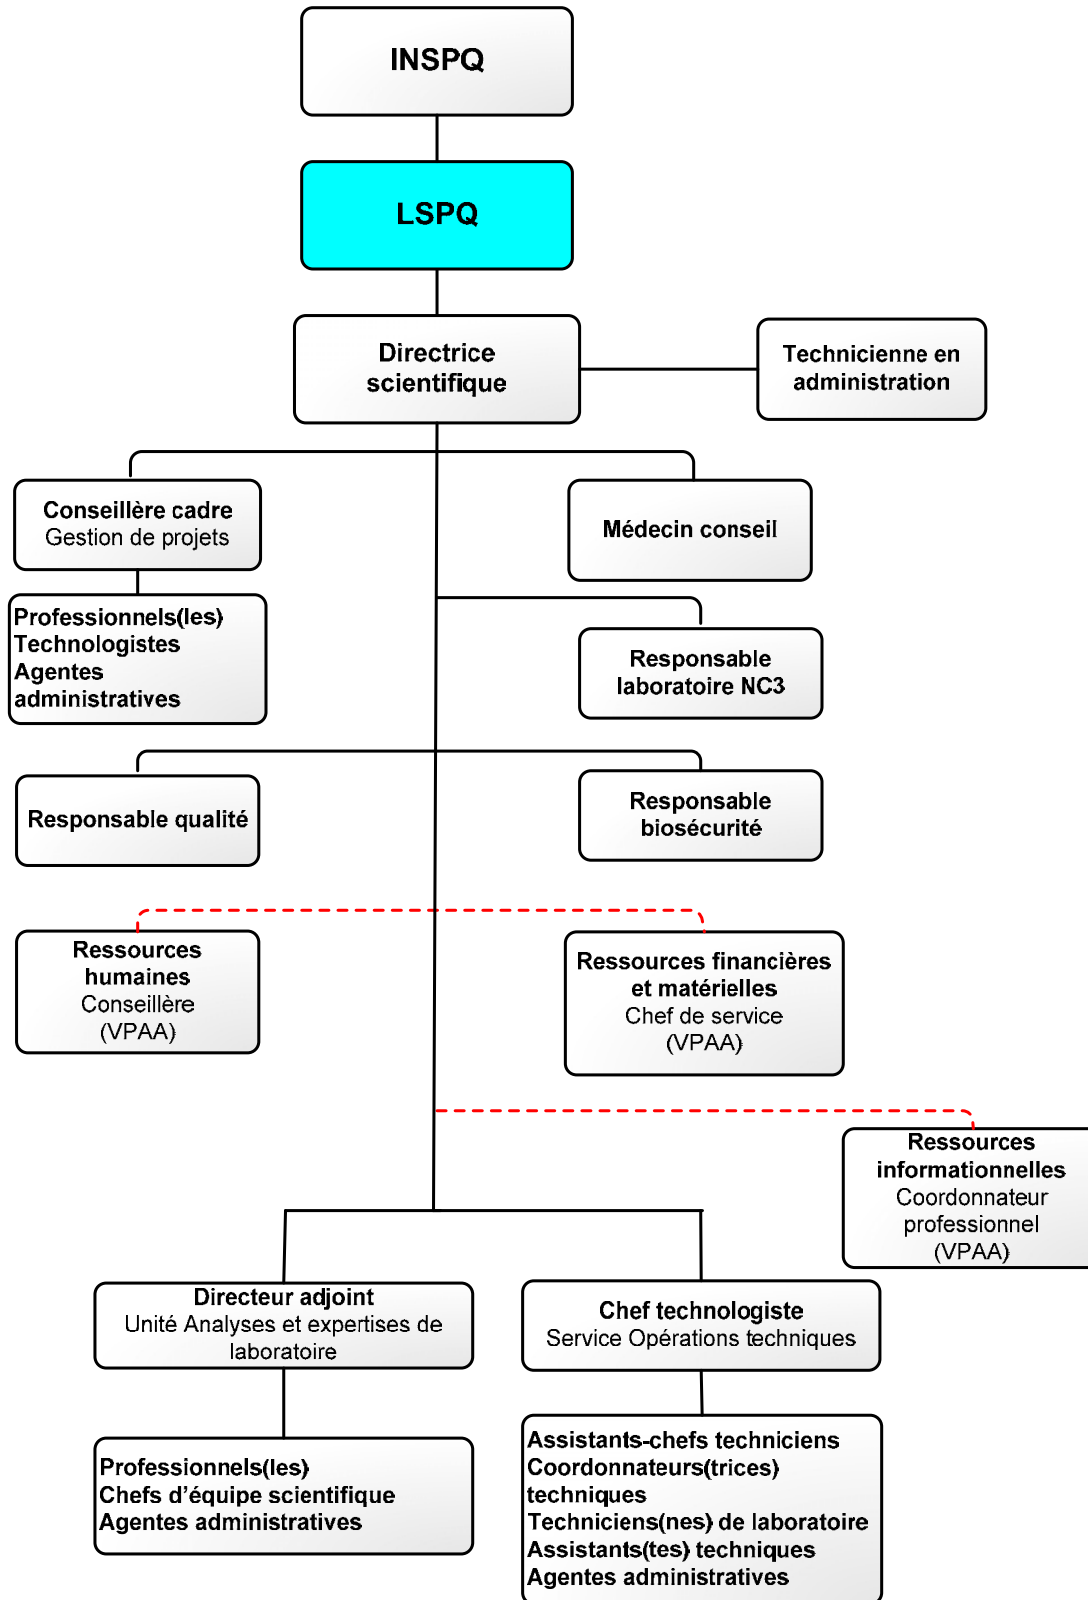 INSPQ
LSPQ
Directrice
scientifique
Technicienne en
administration
Conseillère cadre
Gestion de projets
Médecin conseil
Professionnels(les)
Technologistes
Agentes
administratives
Responsable
laboratoire NC3
Responsable qualité
Responsable
biosécurité
Ressources
humaines
Conseillère
(VPAA)
Ressources financières
et matérielles
Chef de service
(VPAA)
Ressources
informationnelles
Coordonnateur
professionnel
(VPAA)
Directeur adjoint
Unité Analyses et expertises de
laboratoire
Chef technologiste
Service Opérations techniques
Professionnels(les)
Chefs d’équipe scientifique
Agentes administratives
Assistants-chefs techniciens
Coordonnateurs(trices)
techniques
Techniciens(nes) de laboratoire
Assistants(tes) techniques
Agentes administratives